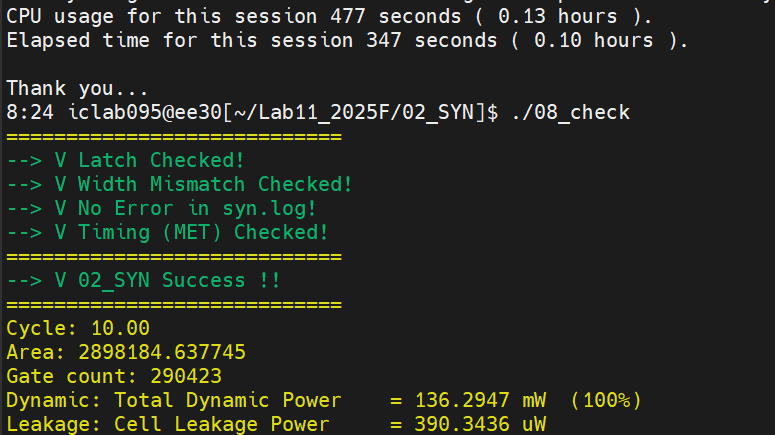 CPU usage for this session 477 seconds ( 0.13 hours ).
Elapsed time for this session 347 seconds ( 0.10 hours ).
Thank you...
8:24 iclab095@ee30[~/Lab11_2025F/02_SYN]$ ./08_check
============================
--> V Latch Checked!
--> V Width Mismatch Checked!
--> V No Error in syn.log!
--> V Timing (MET) Checked!
============================
--> V 02_SYN Success !!
============================
Cycle: 10.00
Area: 2898184.637745
Gate count: 290423
Dynamic: Total Dynamic Power    = 136.2947 mW  (100%)
Leakage: Cell Leakage Power     = 390.3436 uW